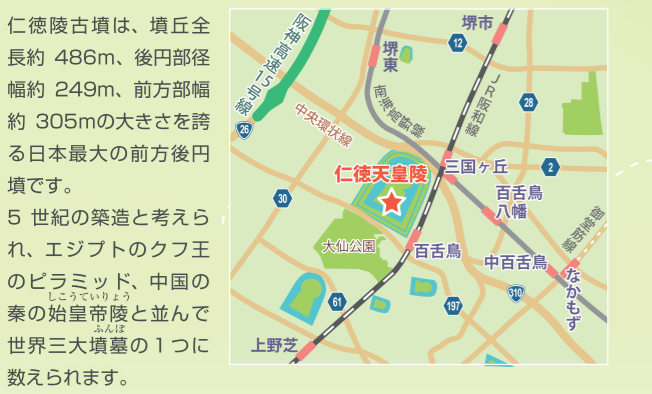 仁徳陵古墳は、墳丘全
長約 486m、後円部径
幅約 249m、前方部幅
約 305mの大きさを誇
る日本最大の前方後円
墳です。
5 世紀の築造と考えら
れ、エジプトのクフ王
のピラミッド、中国の
しこうていりょう
秦の始皇帝陵と並んで
ふんぼ
世界三大墳墓の1つに
数えられます。
阪神高速15号線
堺市
12
堺東
JR阪和線
南海高野線
28
26
中央環状線
仁徳天皇陵
三国ヶ丘
2
30
百舌鳥八幡
御堂筋線
大仙公園
百舌鳥
中百舌鳥
なかもず
61
197
310
上野芝